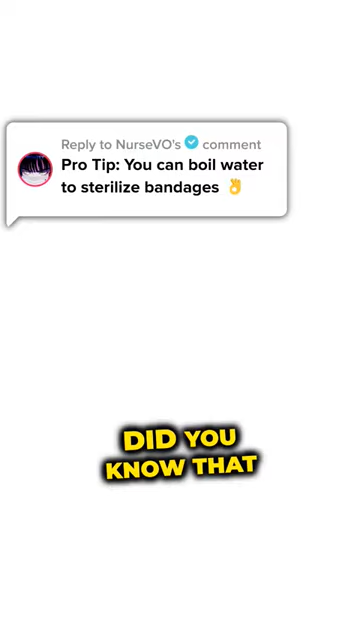 Reply to NurseVO's comment
Pro Tip: You can boil water
to sterilize bandages 👌
DID YOU
KNOW THAT